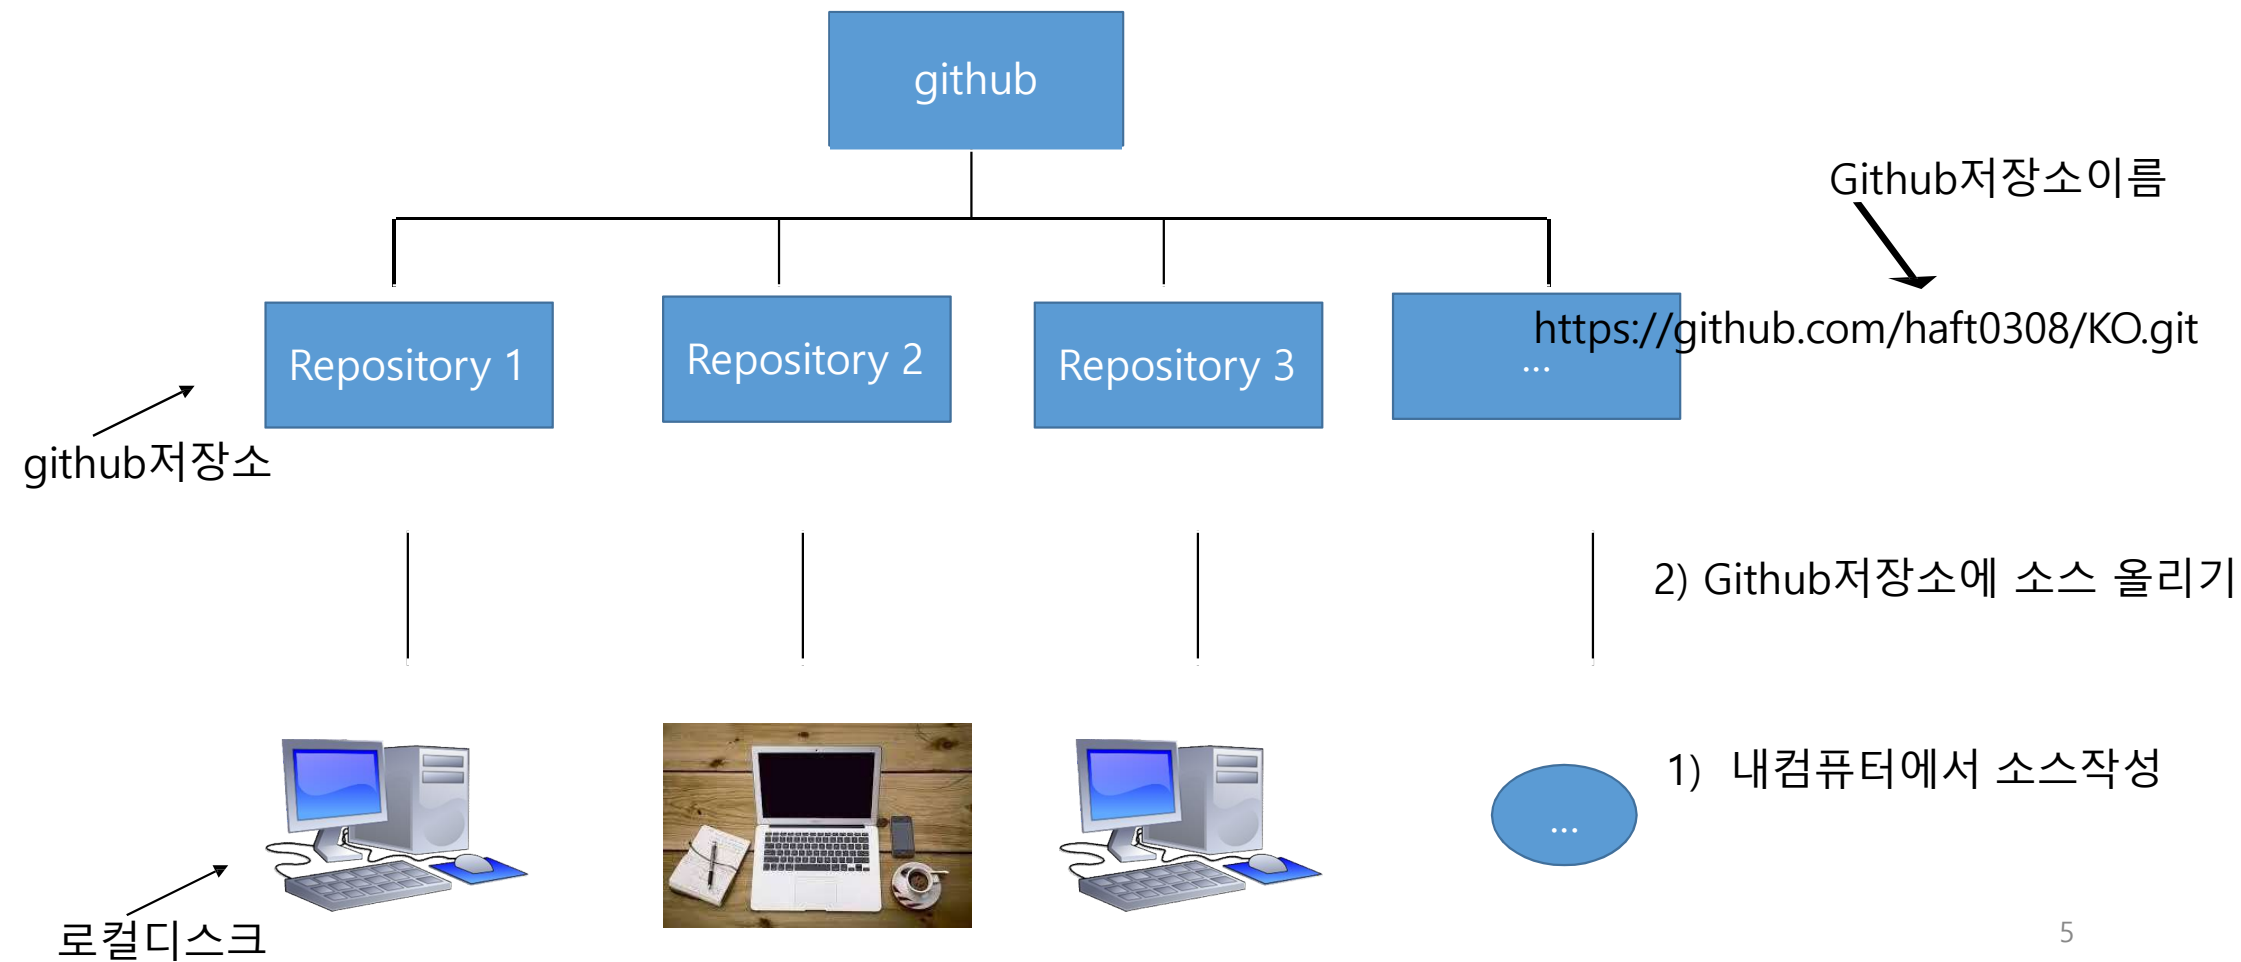 github
Github저장소이름
https://github.com/haft0308/KO.git
Repository 1
Repository 2
Repository 3
...
github저장소
2) Github저장소에 소스 올리기
1) 내컴퓨터에서 소스작성
...
로컬디스크
5